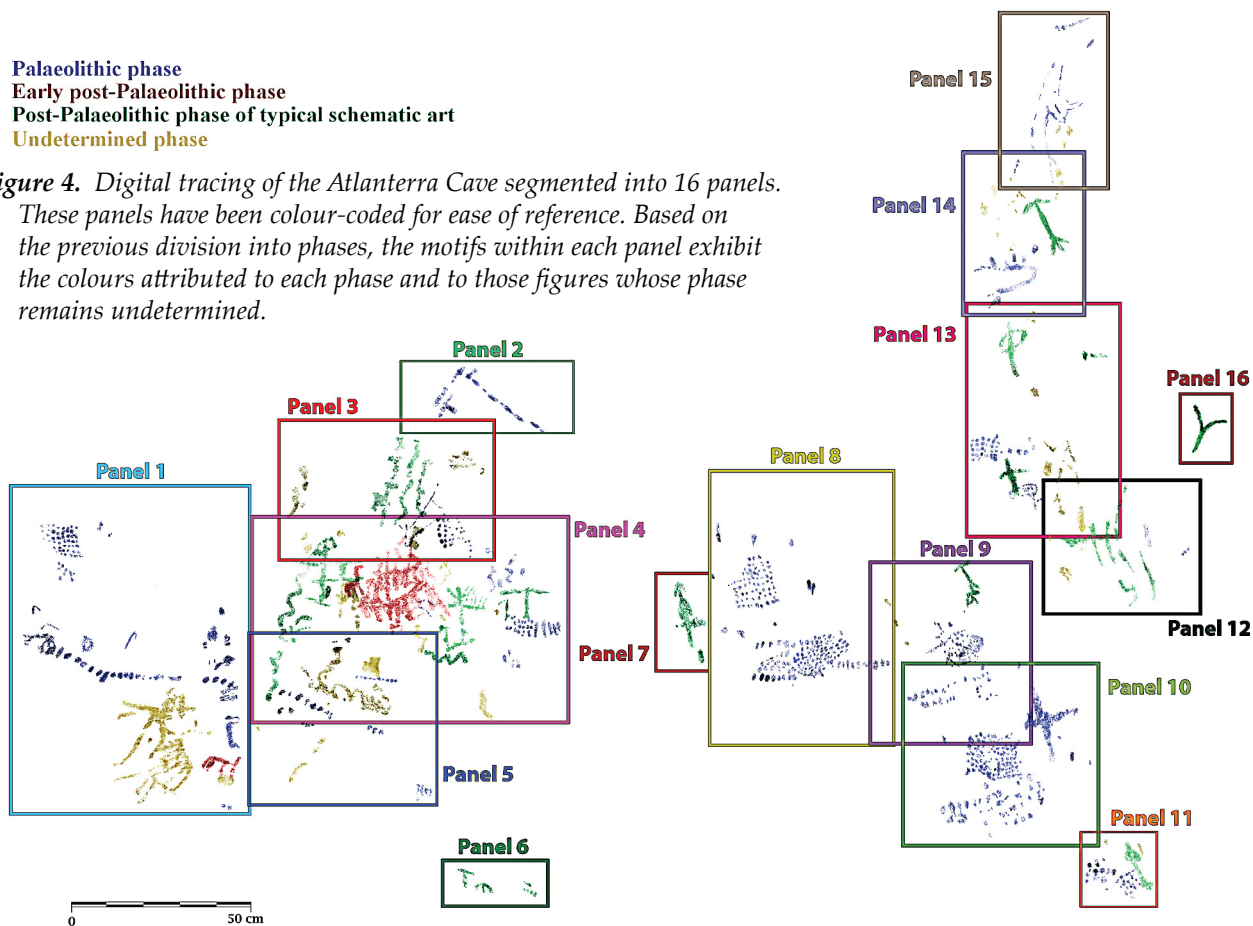 Palaeolithic phase
Early post-Palaeolithic phase
Post-Palaeolithic phase of typical schematic art
Undetermined phase
igure 4. Digital tracing of the Atlanterra Cave segmented into 16 panels.
These panels have been colour-coded for ease of reference. Based on
the previous division into phases, the motifs within each panel exhibit
the colours attributed to each phase and to those figures whose phase
remains undetermined.
Panel 15
Panel 14
Panel 13
Panel 16
Panel 2
Panel 3
Panel 1
Panel 4
Panel 8
Panel 9
Panel 7
Panel 12
Panel 10
Panel 5
Panel 11
Panel 6
0 50 cm